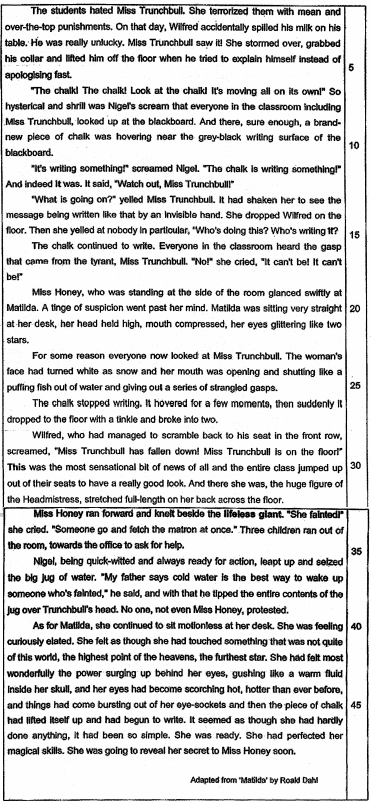 The students hated Miss Trunchbull. She terrorized them with mean and
over-the-top punishments. On that day, Wilfred accidentally spilled his milk on his
table. He was really unlucky. Miss Trunchbull saw it! She stormed over, grabbed
his collar and lifted him off the floor when he tried to explain himself instead of
apologising fast. 5
"The chalk! The chalk! Look at the chalk! It's moving all on its own!" So
hysterical and shrill was Nigel's scream that everyone in the classroom including
Miss Trunchbull, looked up at the blackboard. And there, sure enough, a brand-
new piece of chalk was hovering near the grey-black writing surface of the
blackboard. 10
"It's writing something!" screamed Nigel. "The chalk is writing something!"
And indeed it was. It said, "Watch out, Miss Trunchbull!"
"What is going on?" yelled Miss Trunchbull. It had shaken her to see the
message being written like that by an invisible hand. She dropped Wilfred on the
floor. Then she yelled at nobody in particular, "Who's doing this? Who's writing it? 15
The chalk continued to write. Everyone in the classroom heard the gasp
that came from the tyrant, Miss Trunchbull. "No!" she cried, "It can't be! It can't
be!"
Miss Honey, who was standing at the side of the room glanced swiftly at
Matilda. A tinge of suspicion went past her mind. Matilda was sitting very straight 20
at her desk, her head held high, mouth compressed, her eyes glittering like two
stars.
For some reason everyone now looked at Miss Trunchbull. The woman's
face had turned white as snow and her mouth was opening and shutting like a
puffing fish out of water and giving out a series of strangled gasps. 25
The chalk stopped writing. It hovered for a few moments, then suddenly it
dropped to the floor with a tinkle and broke into two.
Wilfred, who had managed to scramble back to his seat in the front row,
screamed, "Miss Trunchbull has fallen down! Miss Trunchbull is on the floor!"
This was the most sensational bit of news of all and the entire class jumped up 30
out of their seats to have a really good look. And there she was, the huge figure of
the Headmistress, stretched full-length on her back across the floor.
Miss Honey ran forward and knelt beside the lifeless giant. "She fainted!"
she cried. "Someone go and fetch the matron at once." Three children ran out of
the room, towards the office to ask for help. 35
Nigel, being quick-witted and always ready for action, leapt up and seized
the big jug of water. "My father says cold water is the best way to wake up
someone who's fainted," he said, and with that he tipped the entire contents of the
jug over Trunchbull's head. No one, not even Miss Honey, protested.
As for Matilda, she continued to sit motionless at her desk. She was feeling 40
curiously elated. She felt as though she had touched something that was not quite
of this world, the highest point of the heavens, the furthest star. She had felt most
wonderfully the power surging up behind her eyes, gushing like a warm fluid
inside her skull, and her eyes had become scorching hot, hotter than ever before,
and things had come bursting out of her eye-sockets and then the piece of chalk 45
had lifted itself up and had begun to write. It seemed as though she had hardly
done anything, it had been so simple. She was ready. She had perfected her
magical skills. She was going to reveal her secret to Miss Honey soon.
Adapted from 'Matilda' by Roald Dahl